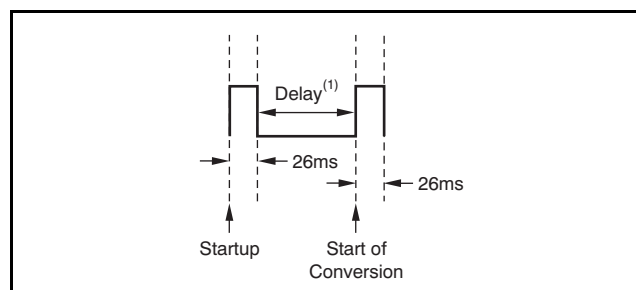 Delay(1)
26ms
26ms
Startup
Start of
Conversion